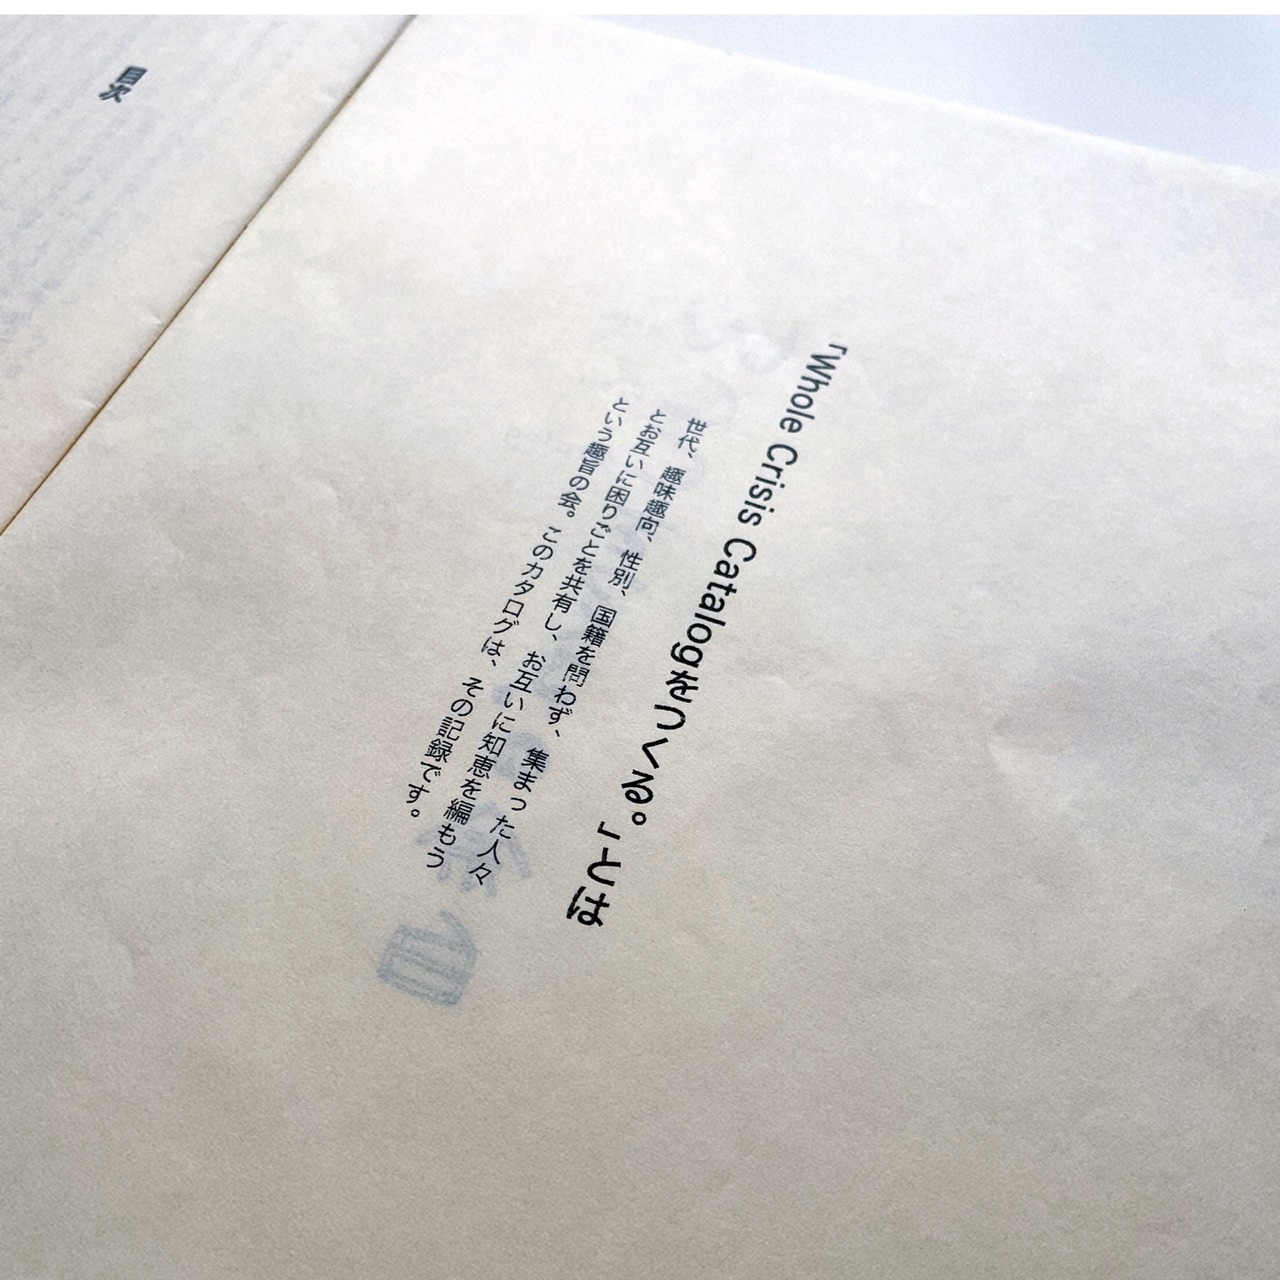 「Whole Crisis Catalogをつくる。」とは
世代、趣味趣向、性別、国籍を問わず、集まった人々
とお互いに困りごとを共有し、お互いに知恵を編もう
という趣旨の会。このカタログは、その記録です。
目次